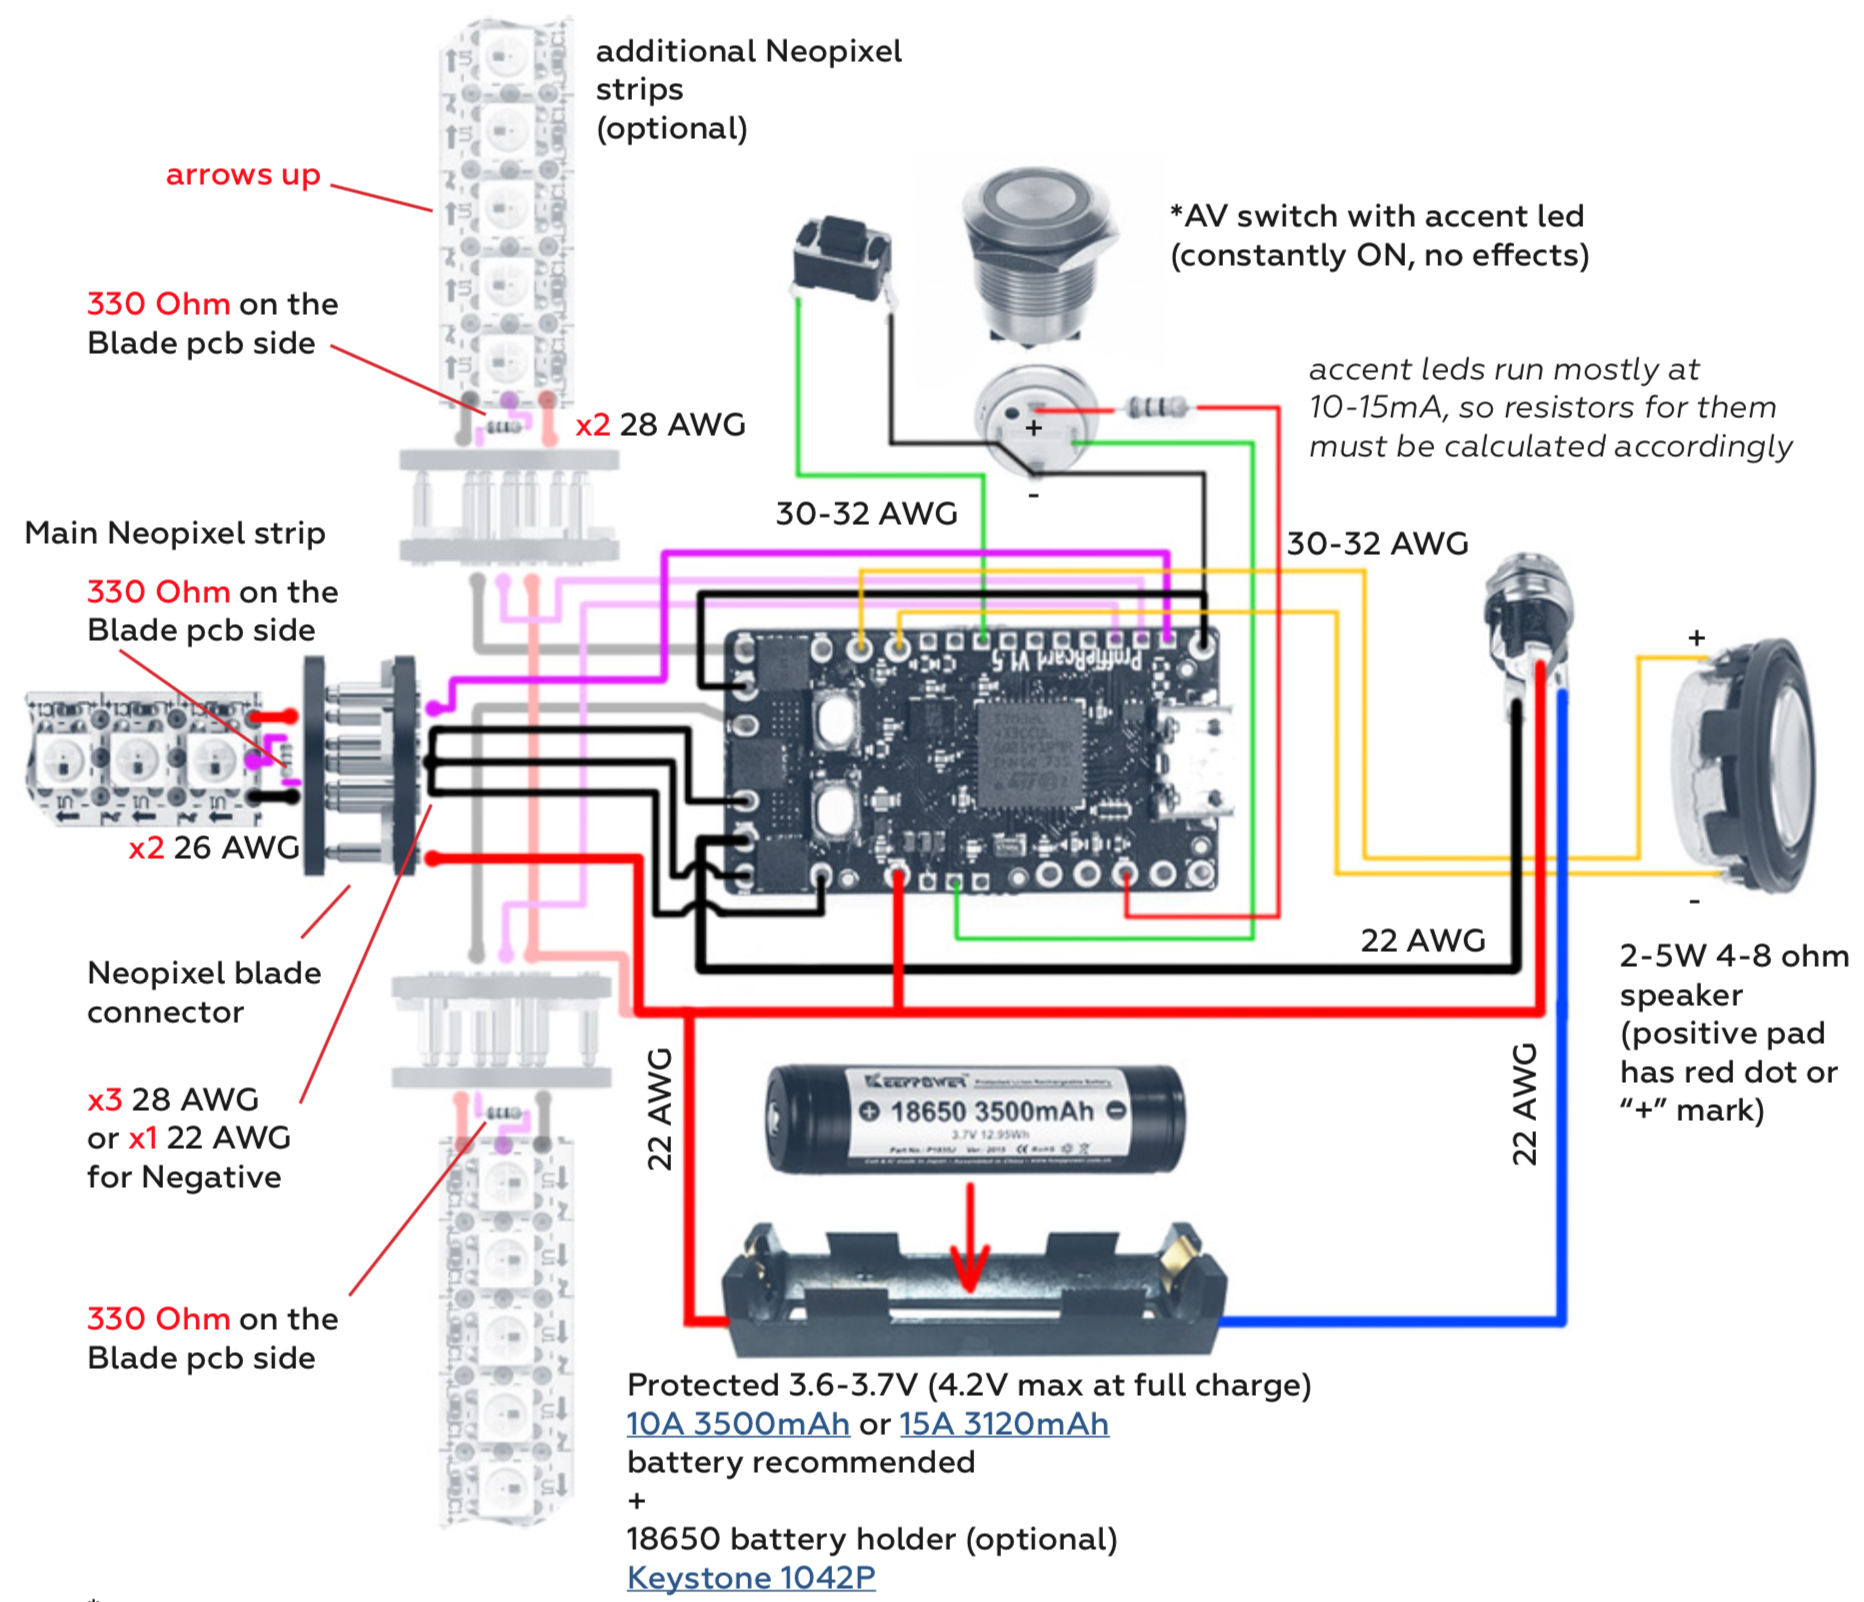 additional Neopixel
strips
(optional)
arrows up
*AV switch with accent led
(constantly ON, no effects)
330 Ohm on the
Blade pcb side
x2 28 AWG
accent leds run mostly at
10-15mA, so resistors for them
must be calculated accordingly
+
-
30-32 AWG
30-32 AWG
Main Neopixel strip
330 Ohm on the
Blade pcb side
ProffieBoard V1.5
+
-
x2 26 AWG
22 AWG
Neopixel blade
connector
2-5W 4-8 ohm
speaker
(positive pad
has red dot or
“+” mark)
x3 28 AWG
or x1 22 AWG
for Negative
22 AWG
22 AWG
KEEPPOWER Protected Li-ion Rechargeable Battery
+ 18650 3500mAh -
3.7V 12.95Wh
330 Ohm on the
Blade pcb side
Protected 3.6-3.7V (4.2V max at full charge)
10A 3500mAh or 15A 3120mAh
battery recommended
+
18650 battery holder (optional)
Keystone 1042P
*